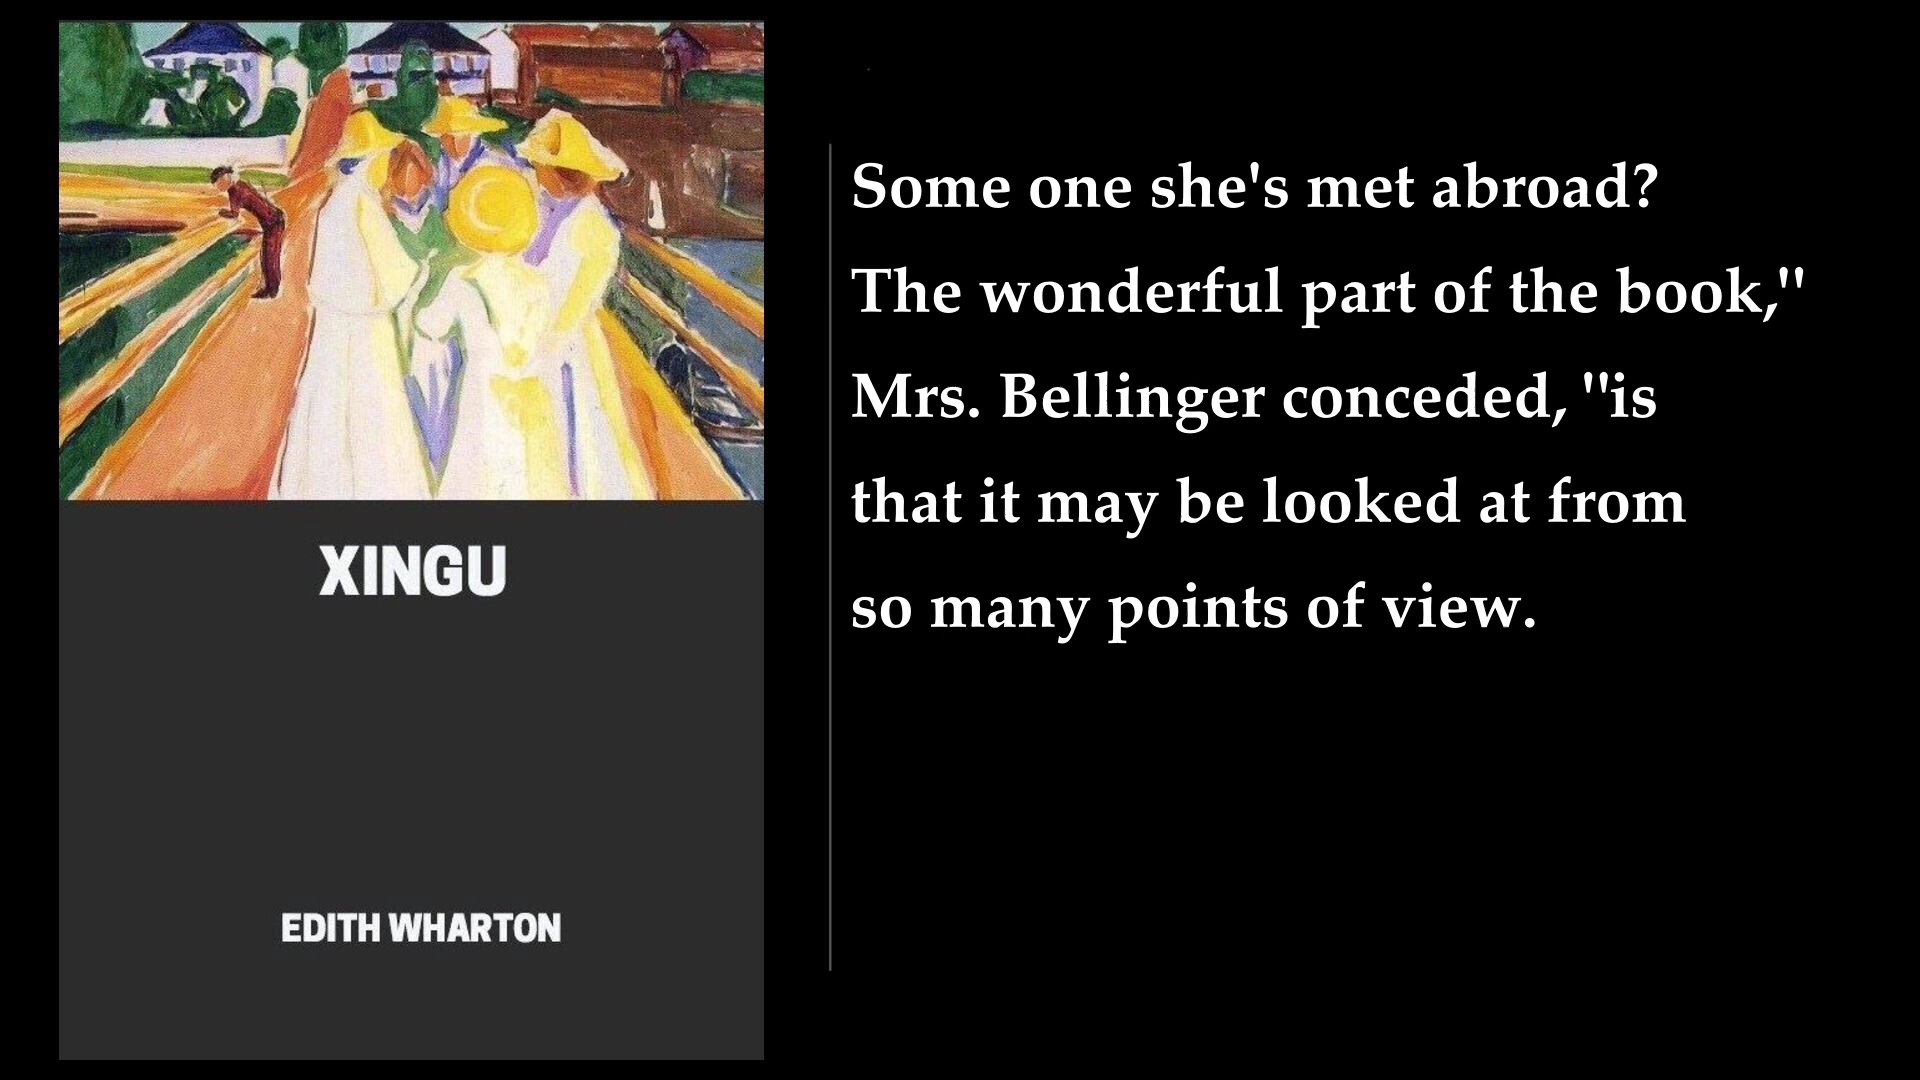 XINGU
EDITH WHARTON
Some one she's met abroad?
The wonderful part of the book,"
Mrs. Bellinger conceded, "is
that it may be looked at from
so many points of view.